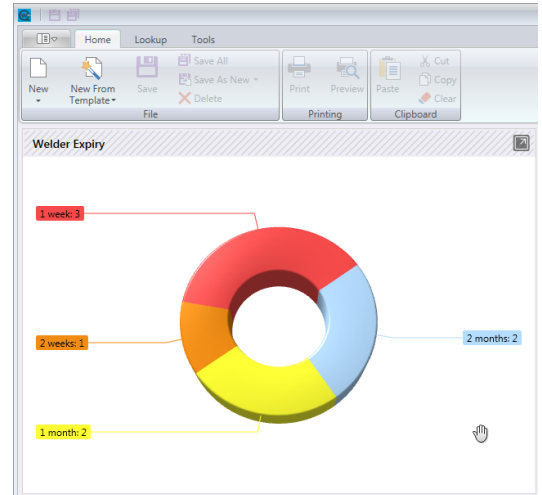 Home Lookup Tools
New
New From
Template
Save
Save All
Save As New
Delete
File
Print
Preview
Printing
Paste
Cut
Copy
Clear
Clipboard
Welder Expiry
1 week: 3
2 weeks: 1
2 months: 2
1 month: 2